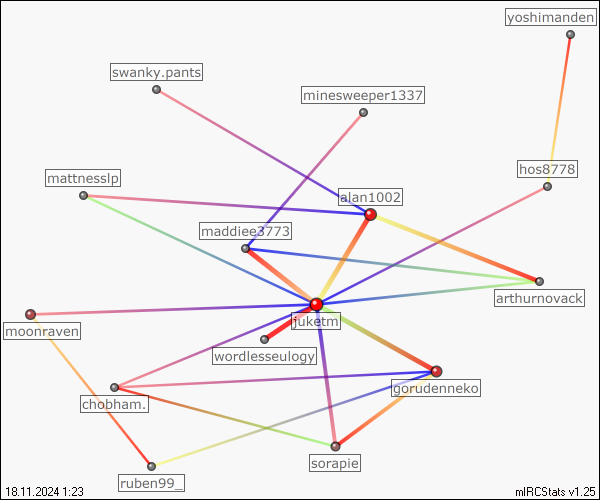 yoshimanden
swanky.pants
minesweeper1337
hos8778
mattnesslp
alan1002
maddiee3773
arthurnovack
juketm
moonraven
wordlesseulogy
gorudenneko
chobham.
sorapie
ruben99_
18.11.2024 1:23
mIRCStats v1.25